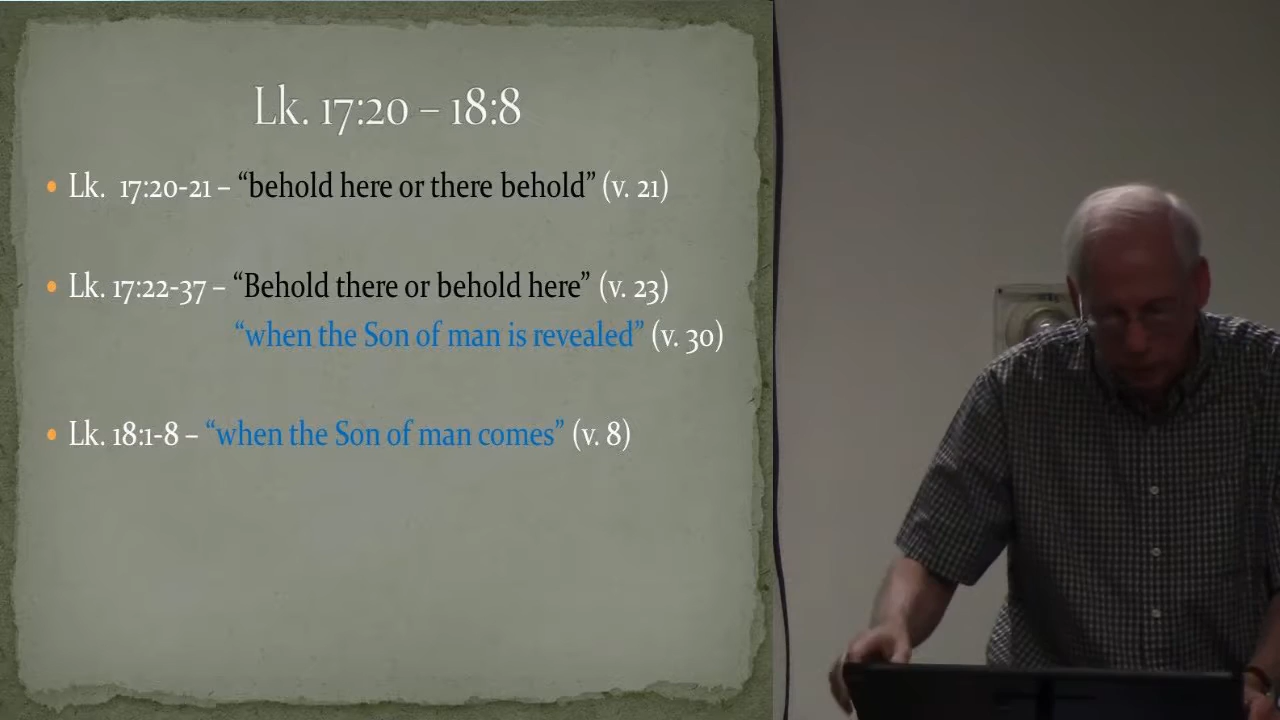 Lk. 17:20 – 18:8
• Lk. 17:20-21 – “behold here or there behold” (v. 21)
• Lk. 17:22-37 – “Behold there or behold here” (v. 23)
“when the Son of man is revealed” (v. 30)
• Lk. 18:1-8 – “when the Son of man comes” (v. 8)